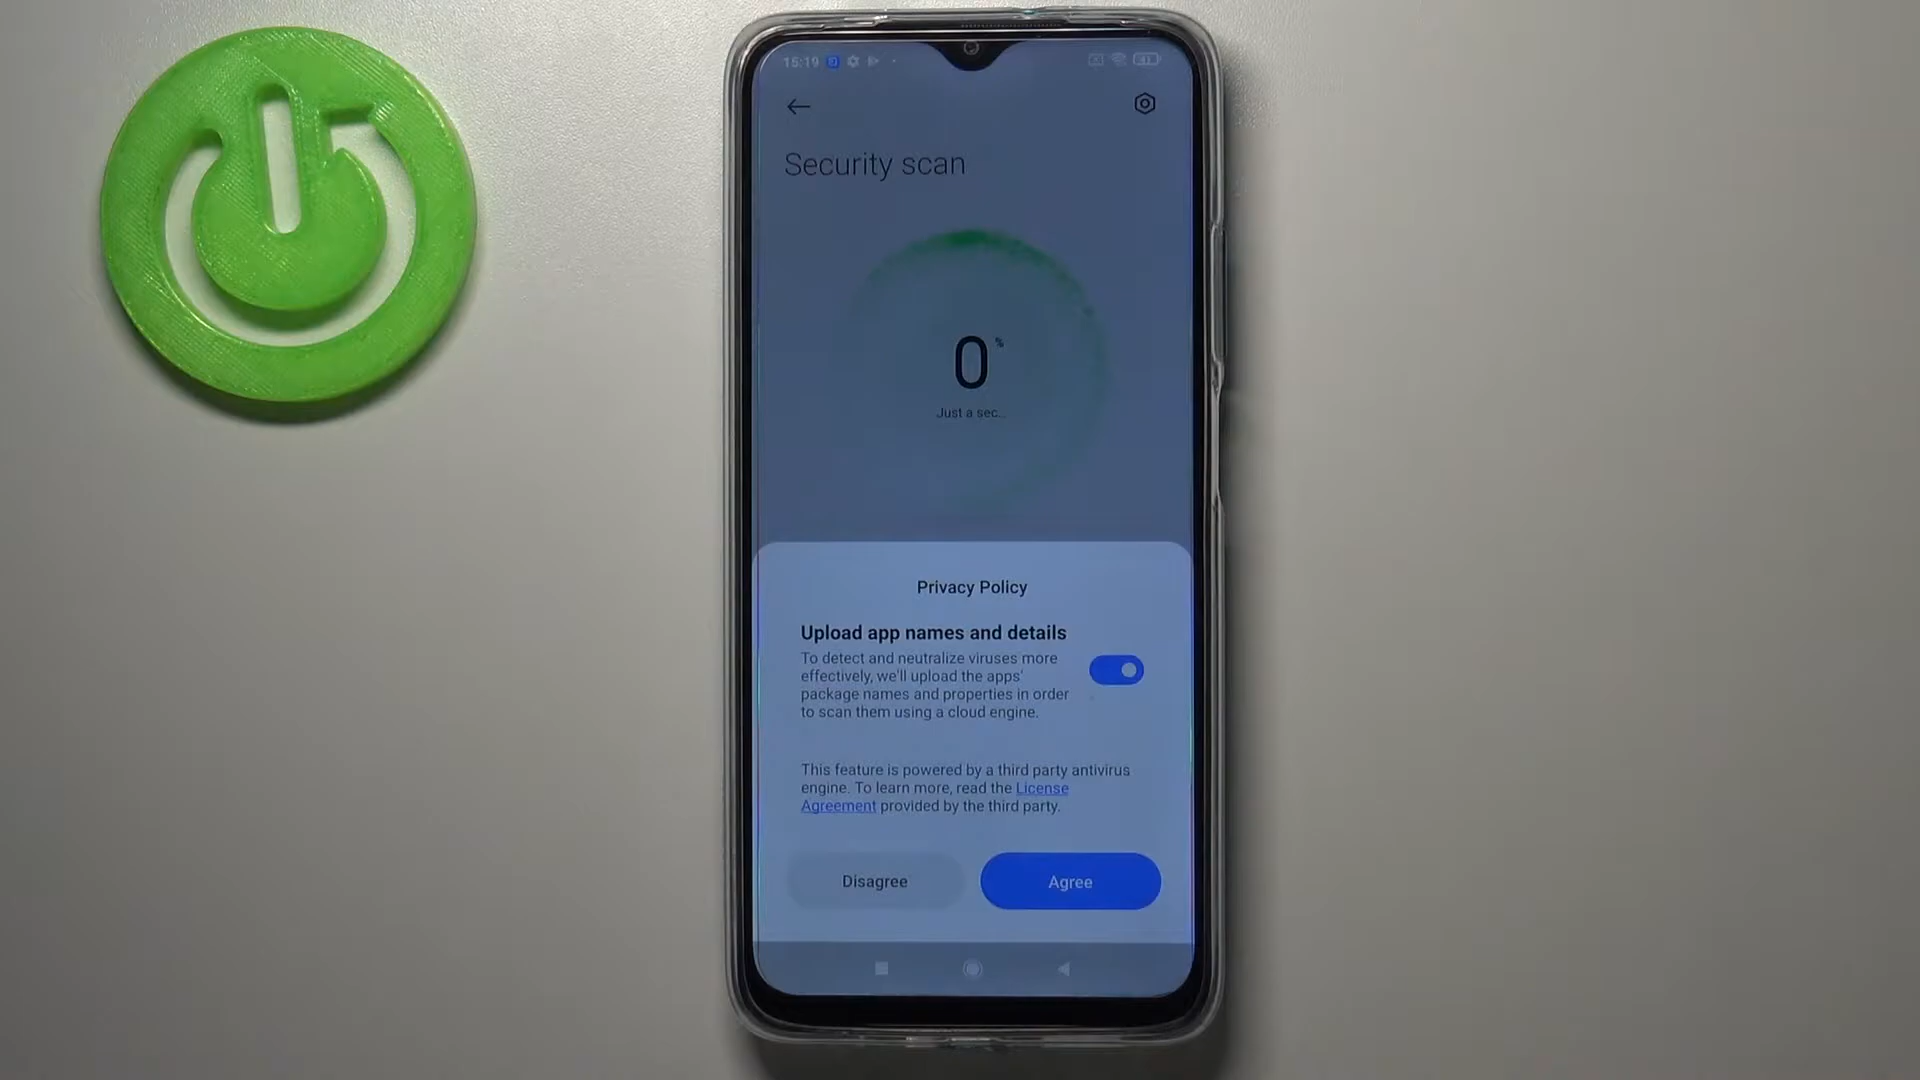 15:19
41
Security scan
0 %
Just a sec...
Privacy Policy
Upload app names and details
To detect and neutralize viruses more
effectively, we'll upload the apps'
package names and properties in order
to scan them using a cloud engine.
This feature is powered by a third party antivirus
engine. To learn more, read the License
Agreement provided by the third party.
Disagree
Agree